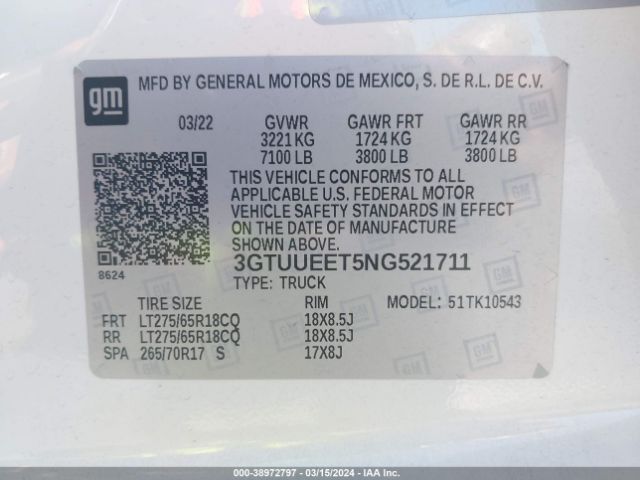 gm
MFD BY GENERAL MOTORS DE MEXICO, S. DE R.L. DE C.V.
03/22 GVWR GAWR FRT GAWR RR
3221 KG 1724 KG 1724 KG
7100 LB 3800 LB 3800 LB
THIS VEHICLE CONFORMS TO ALL
APPLICABLE U.S. FEDERAL MOTOR
VEHICLE SAFETY STANDARDS IN EFFECT
ON THE DATE OF MANUFACTURE
SHOWN ABOVE.
8624
3GTUUEET5NG521711
TYPE: TRUCK
TIRE SIZE RIM MODEL: 51TK10543
FRT LT275/65R18CQ 18X8.5J
RR LT275/65R18CQ 18X8.5J
SPA 265/70R17 S 17X8J
GM
GM
GM
000-38972797 - 03/15/2024 - IAA Inc.